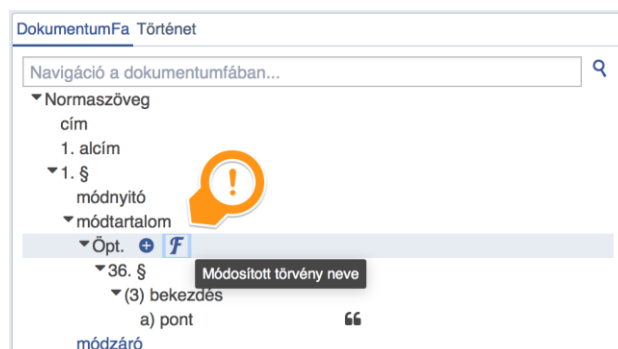 DokumentumFa Történet
Navigáció a dokumentumfában...
Normaszöveg
cím
1. alcím
1. §
módnyitó
módtartalom
Öpt. F
36. §
Módosított törvény neve
(3) bekezdés
a) pont
módzáró